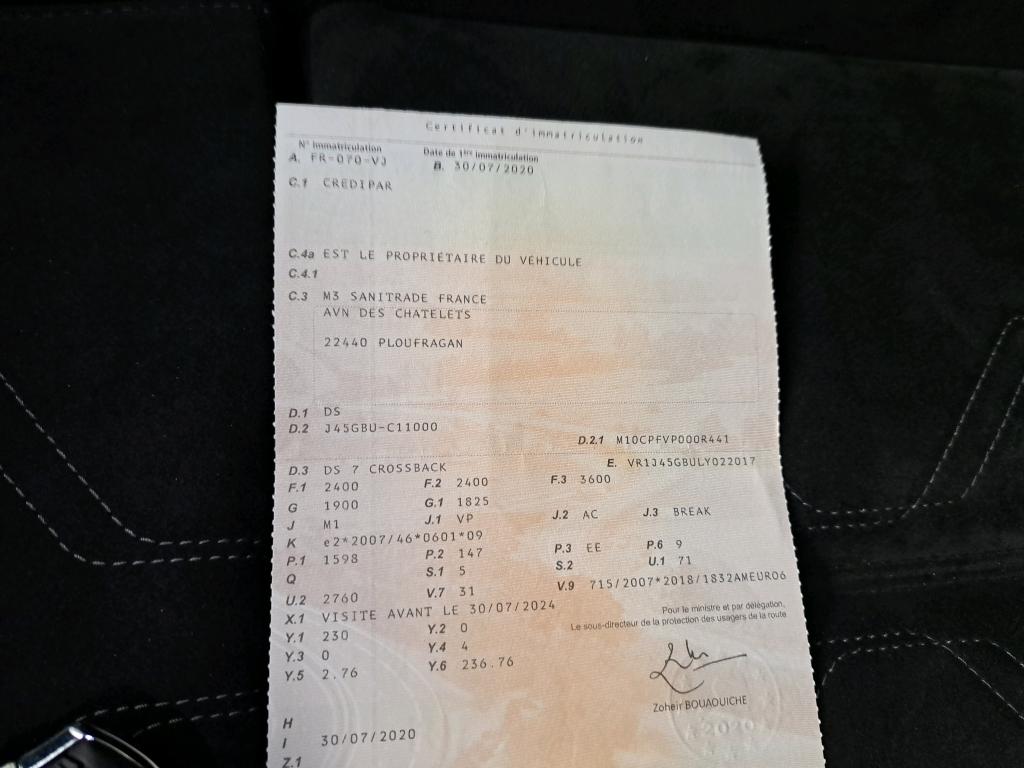 Certificat d'immatriculation
N° immatriculation Date de 1ère immatriculation
A. FR-070-VJ B. 30/07/2020
C.1 CREDIPAR
C.4a EST LE PROPRIÉTAIRE DU VÉHICULE
C.4.1
C.3 M3 SANITRADE FRANCE
AVN DES CHATELETS
22440 PLOUFRAGAN
D.1 DS
D.2 J45GBU-C11000
D.2.1 M10CPFVP000R441
D.3 DS 7 CROSSBACK E. VR1J45GBULY022017
F.1 2400 F.2 2400 F.3 3600
G 1900 G.1 1825
J M1 J.1 VP J.2 AC J.3 BREAK
K e2*2007/46*0601*09
P.1 1598 P.2 147 P.3 EE P.6 9
Q S.1 5 S.2 U.1 71
U.2 2760 V.7 31 V.9 715/2007*2018/1832AMEURO6
X.1 VISITE AVANT LE 30/07/2024
Y.1 230 Y.2 0
Y.3 0 Y.4 4
Y.5 2.76 Y.6 236.76
Pour le ministre et par délégation,
Le sous-directeur de la protection des usagers de la route
Zoheir BOUAOUICHE
2020
H
I 30/07/2020
Z.1